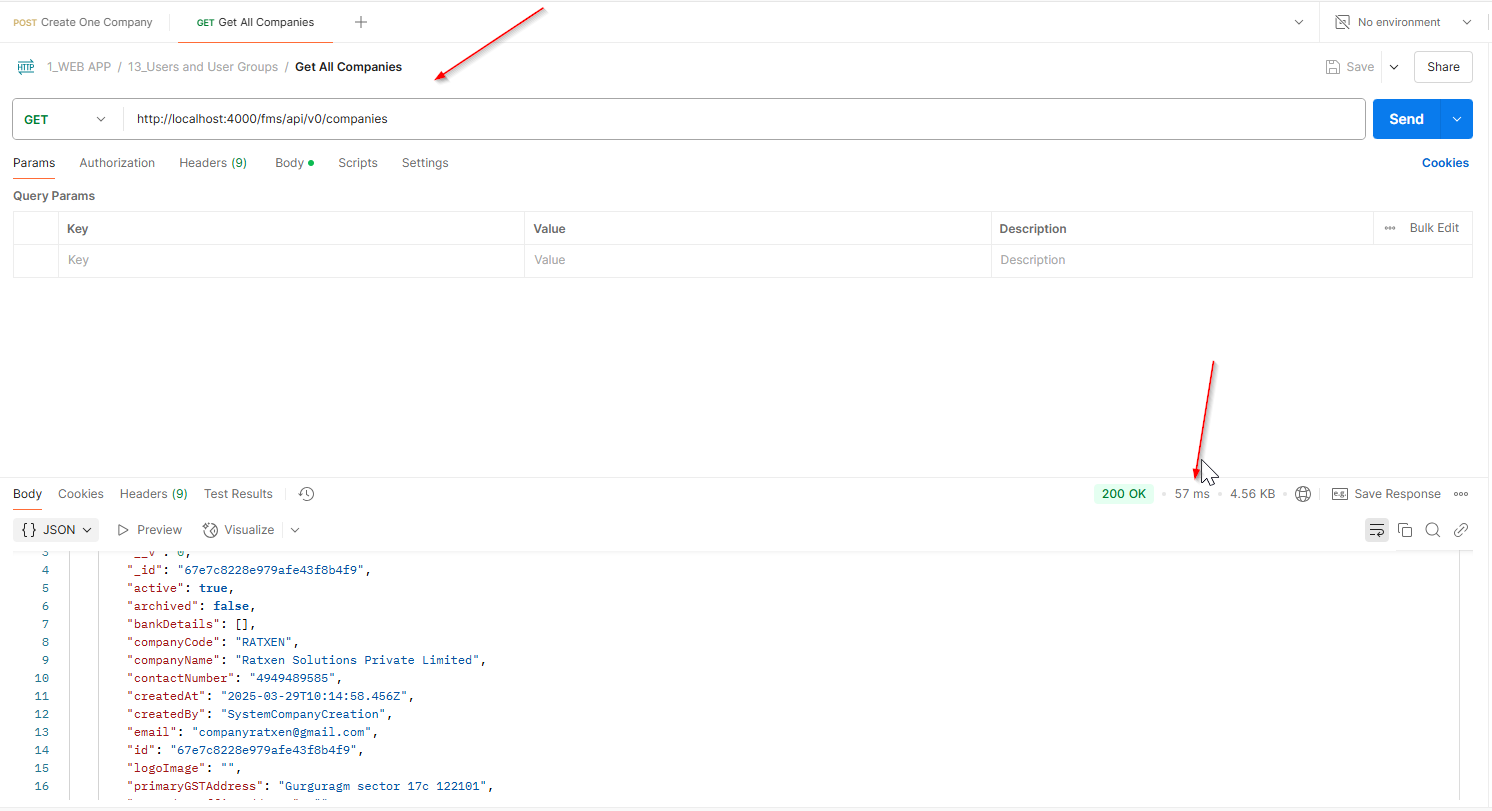 POST Create One Company GET Get All Companies No environment
HTTP 1_WEB APP / 13_Users and User Groups / Get All Companies Save Share
GET http://localhost:4000/fms/api/v0/companies Send
Params Authorization Headers (9) Body Scripts Settings Cookies
Query Params
Key Value Description Bulk Edit
Key Value Description
Body Cookies Headers (9) Test Results 200 OK 57 ms 4.56 KB e.g. Save Response
{} JSON Preview Visualize
3 "__v": 0,
4 "_id": "67e7c8228e979afe43f8b4f9",
5 "active": true,
6 "archived": false,
7 "bankDetails": [],
8 "companyCode": "RATXEN",
9 "companyName": "Ratxen Solutions Private Limited",
10 "contactNumber": "4949489585",
11 "createdAt": "2025-03-29T10:14:58.456Z",
12 "createdBy": "SystemCompanyCreation",
13 "email": "companyratxen@gmail.com",
14 "id": "67e7c8228e979afe43f8b4f9",
15 "logoImage": "",
16 "primaryGSTAddress": "Gurguragm sector 17c 122101",